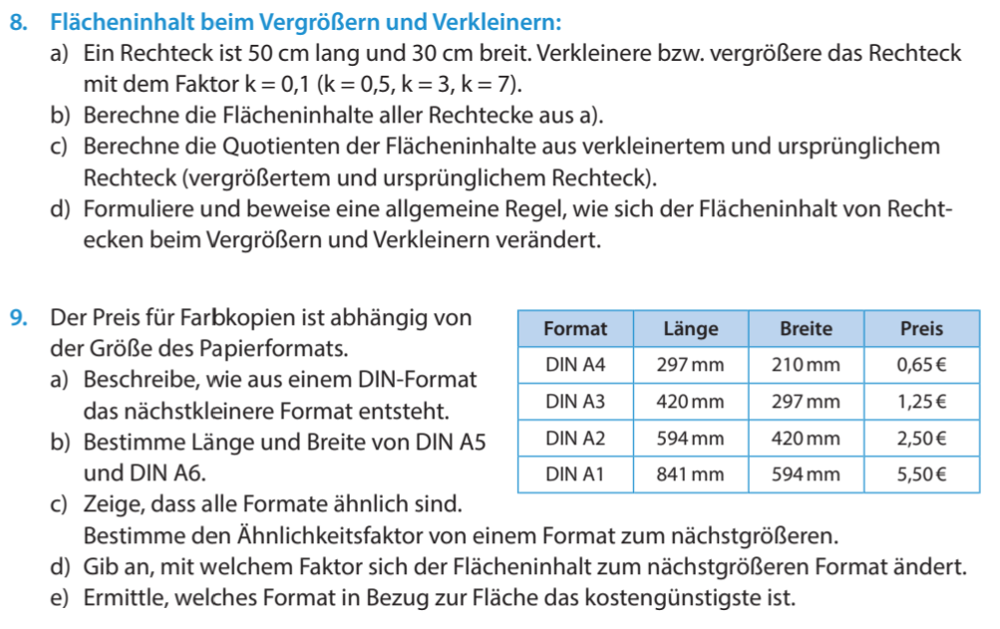 8. Flächeninhalt beim Vergrößern und Verkleinern:
a) Ein Rechteck ist 50 cm lang und 30 cm breit. Verkleinere bzw. vergrößere das Rechteck
mit dem Faktor k = 0,1 (k = 0,5, k = 3, k = 7).
b) Berechne die Flächeninhalte aller Rechtecke aus a).
c) Berechne die Quotienten der Flächeninhalte aus verkleinertem und ursprünglichem
Rechteck (vergrößertem und ursprünglichem Rechteck).
d) Formuliere und beweise eine allgemeine Regel, wie sich der Flächeninhalt von Recht-
ecken beim Vergrößern und Verkleinern verändert.
9. Der Preis für Farbkopien ist abhängig von
der Größe des Papierformats.
a) Beschreibe, wie aus einem DIN-Format
das nächstkleinere Format entsteht.
b) Bestimme Länge und Breite von DIN A5
und DIN A6.
c) Zeige, dass alle Formate ähnlich sind.
Bestimme den Ähnlichkeitsfaktor von einem Format zum nächstgrößeren.
d) Gib an, mit welchem Faktor sich der Flächeninhalt zum nächstgrößeren Format ändert.
e) Ermittle, welches Format in Bezug zur Fläche das kostengünstigste ist.
Format Länge Breite Preis
DIN A4 297 mm 210 mm 0,65 €
DIN A3 420 mm 297 mm 1,25 €
DIN A2 594 mm 420 mm 2,50 €
DIN A1 841 mm 594 mm 5,50 €